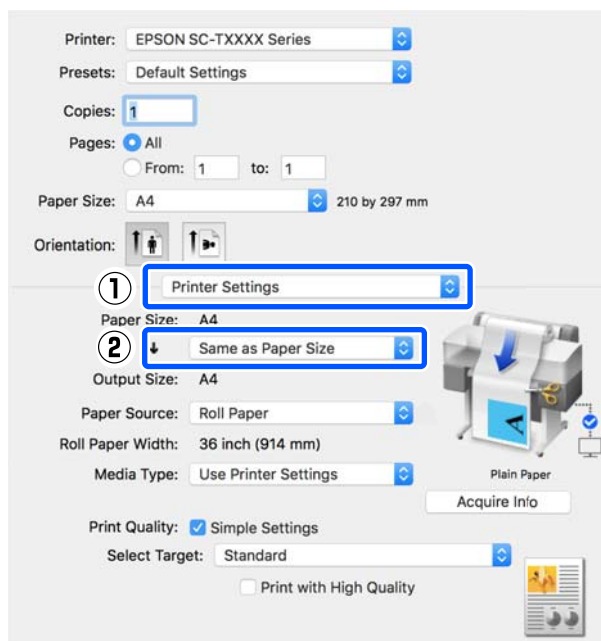 Printer: EPSON SC-TXXXX Series
Presets: Default Settings
Copies: 1
Pages: All
From: 1 to: 1
Paper Size: A4 210 by 297 mm
Orientation:
① Printer Settings
Paper Size: A4
② Same as Paper Size
Output Size: A4
Paper Source: Roll Paper
Roll Paper Width: 36 inch (914 mm)
Media Type: Use Printer Settings
A
Plain Paper
Acquire Info
Print Quality: Simple Settings
Select Target: Standard
Print with High Quality